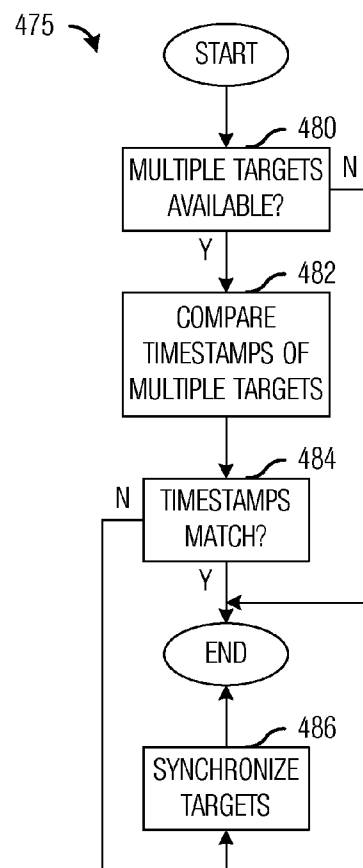 475
START
480
MULTIPLE TARGETS
AVAILABLE?
N
Y
482
COMPARE
TIMESTAMPS OF
MULTIPLE TARGETS
484
N
TIMESTAMPS
MATCH?
Y
END
486
SYNCHRONIZE
TARGETS